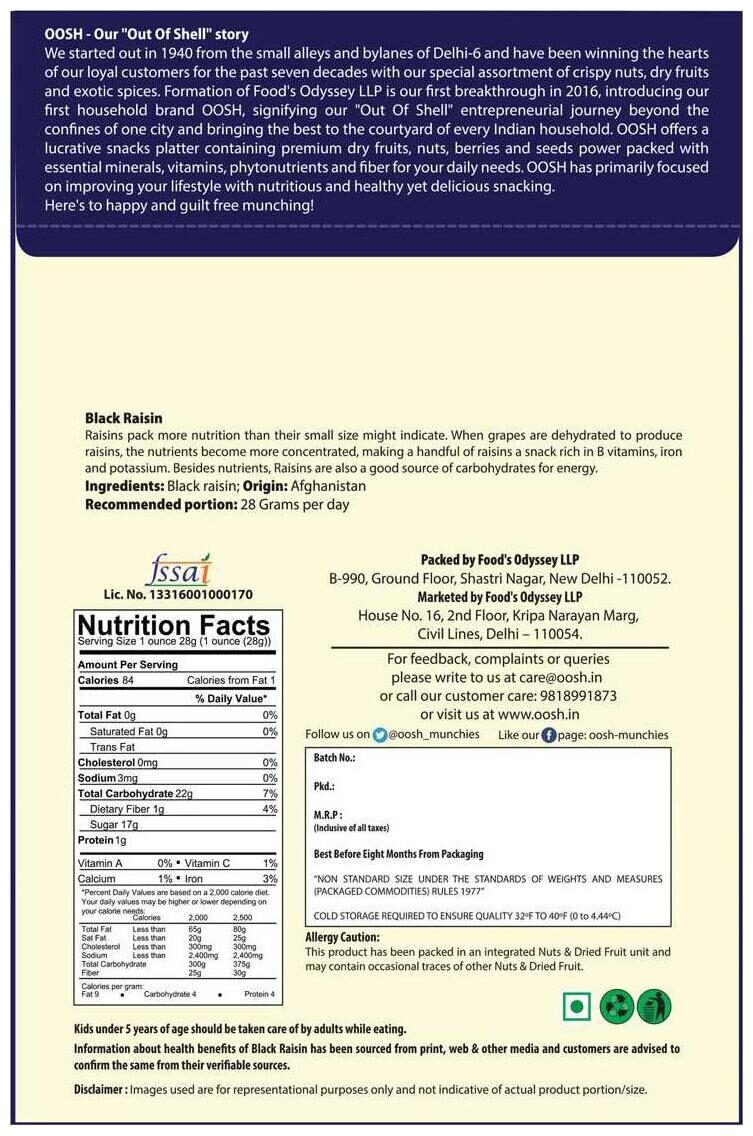 OOSH - Our "Out Of Shell" story
We started out in 1940 from the small alleys and bylanes of Delhi-6 and have been winning the hearts
of our loyal customers for the past seven decades with our special assortment of crispy nuts, dry fruits
and exotic spices. Formation of Food's Odyssey LLP is our first breakthrough in 2016, introducing our
first household brand OOSH, signifying our "Out Of Shell" entrepreneurial journey beyond the
confines of one city and bringing the best to the courtyard of every Indian household. OOSH offers a
lucrative snacks platter containing premium dry fruits, nuts, berries and seeds power packed with
essential minerals, vitamins, phytonutrients and fiber for your daily needs. OOSH has primarily focused
on improving your lifestyle with nutritious and healthy yet delicious snacking.
Here's to happy and guilt free munching!
Black Raisin
Raisins pack more nutrition than their small size might indicate. When grapes are dehydrated to produce
raisins, the nutrients become more concentrated, making a handful of raisins a snack rich in B vitamins, iron
and potassium. Besides nutrients, Raisins are also a good source of carbohydrates for energy.
Ingredients: Black raisin; Origin: Afghanistan
Recommended portion: 28 Grams per day
fssai
Lic. No. 13316001000170
Nutrition Facts
Serving Size 1 ounce 28g (1 ounce (28g))
Amount Per Serving
Calories 84 Calories from Fat 1
% Daily Value*
Total Fat 0g 0%
Saturated Fat 0g 0%
Trans Fat
Cholesterol 0mg 0%
Sodium 3mg 0%
Total Carbohydrate 22g 7%
Dietary Fiber 1g 4%
Sugar 17g
Protein 1g
Vitamin A 0% • Vitamin C 1%
Calcium 1% • Iron 3%
*Percent Daily Values are based on a 2,000 calorie diet.
Your daily values may be higher or lower depending on
your calorie needs:
Calories 2,000 2,500
Total Fat Less than 65g 80g
Sat Fat Less than 20g 25g
Cholesterol Less than 300mg 300mg
Sodium Less than 2,400mg 2,400mg
Total Carbohydrate 300g 375g
Fiber 25g 30g
Calories per gram:
Fat 9 • Carbohydrate 4 • Protein 4
Packed by Food's Odyssey LLP
B-990, Ground Floor, Shastri Nagar, New Delhi -110052.
Marketed by Food's Odyssey LLP
House No. 16, 2nd Floor, Kripa Narayan Marg,
Civil Lines, Delhi – 110054.
For feedback, complaints or queries
please write to us at care@oosh.in
or call our customer care: 9818991873
or visit us at www.oosh.in
Follow us on @oosh_munchies Like our f page: oosh-munchies
Batch No.:
Pkd.:
M.R.P :
(Inclusive of all taxes)
Best Before Eight Months From Packaging
"NON STANDARD SIZE UNDER THE STANDARDS OF WEIGHTS AND MEASURES
(PACKAGED COMMODITIES) RULES 1977"
COLD STORAGE REQUIRED TO ENSURE QUALITY 32ºF TO 40ºF (0 to 4.44ºC)
Allergy Caution:
This product has been packed in an integrated Nuts & Dried Fruit unit and
may contain occasional traces of other Nuts & Dried Fruit.
Kids under 5 years of age should be taken care of by adults while eating.
Information about health benefits of Black Raisin has been sourced from print, web & other media and customers are advised to
confirm the same from their verifiable sources.
Disclaimer : Images used are for representational purposes only and not indicative of actual product portion/size.